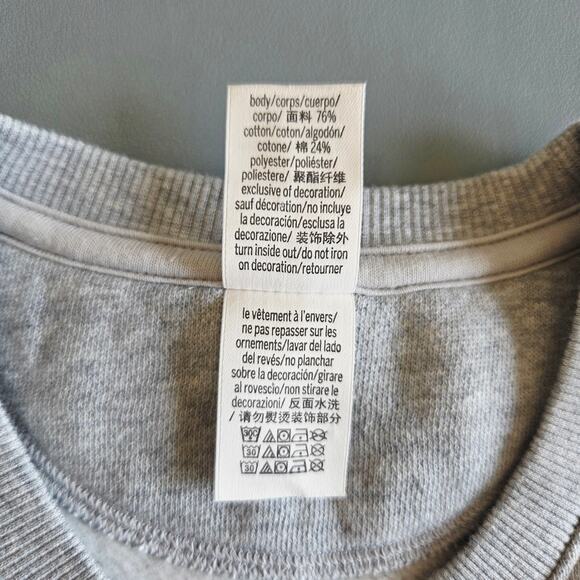 body/corps/cuerpo/
corpo/ 面料 76%
cotton/coton/algodón/
cotone/ 棉 24%
polyester/poliéster/
poliestere/ 聚酯纤维
exclusive of decoration/
sauf décoration/no incluye
la decoración/esclusa la
decorazione/ 装饰除外
turn inside out/do not iron
on decoration/retourner
le vêtement à l'envers/
ne pas repasser sur les
ornements/lavar del lado
del revés/no planchar
sobre la decoración/girare
al rovescio/non stirare le
decorazioni/ 反面水洗
/ 请勿熨烫装饰部分
30
30
30